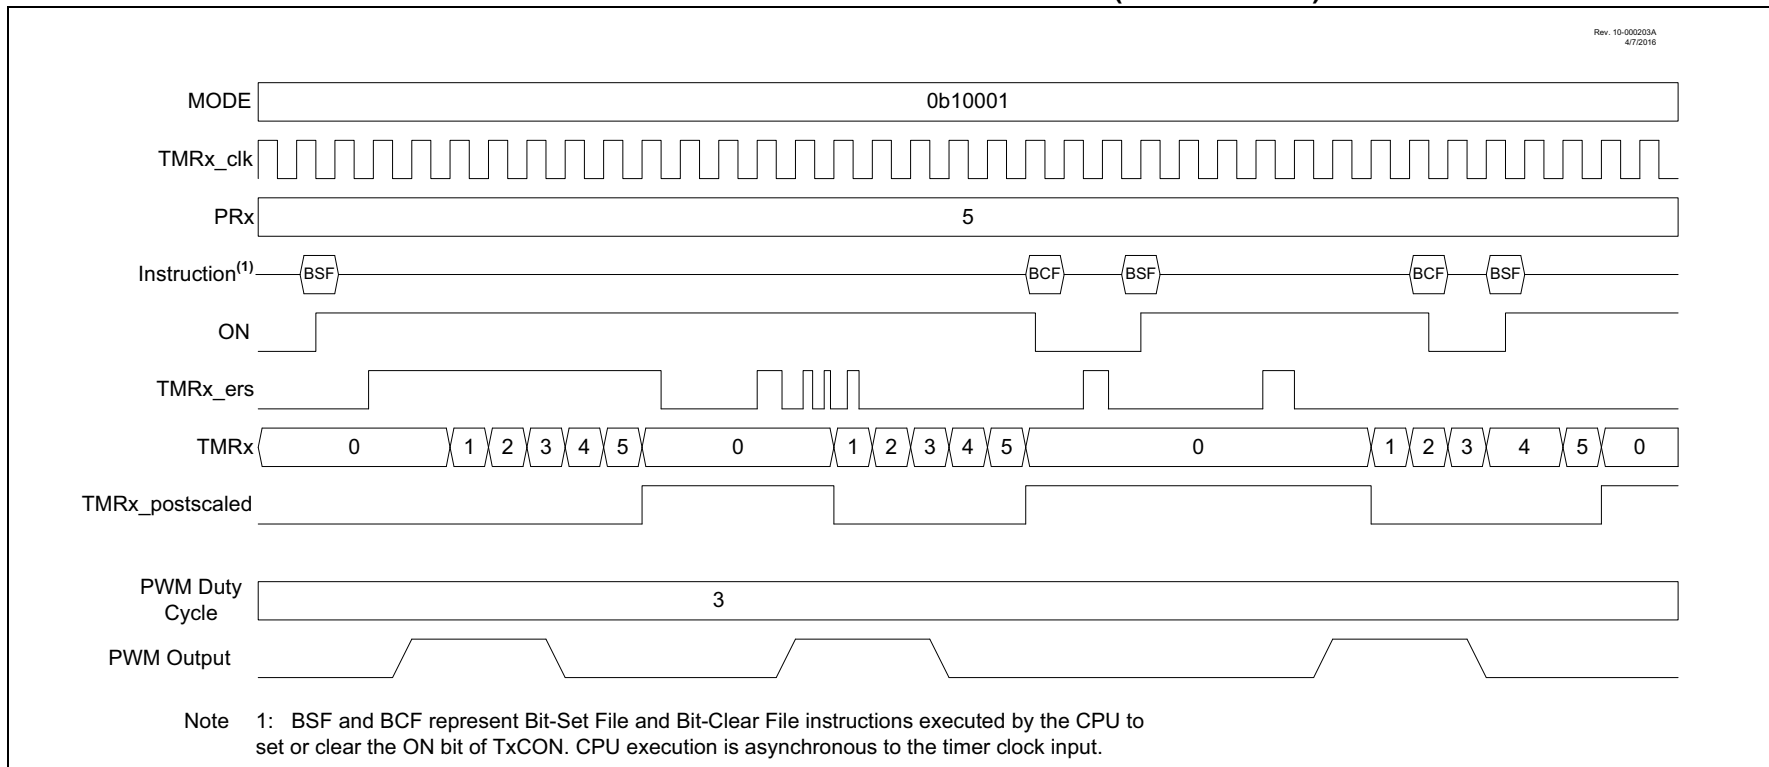 Rev. 10-000203A
4/7/2016
MODE 0b10001
TMRx_clk
PRx 5
Instruction(1) BSF BCF BSF BCF BSF
ON
TMRx_ers
TMRx 0 1 2 3 4 5 0 1 2 3 4 5 0 1 2 3 4 5 0
TMRx_postscaled
PWM Duty
Cycle 3
PWM Output
Note 1: BSF and BCF represent Bit-Set File and Bit-Clear File instructions executed by the CPU to
set or clear the ON bit of TxCON. CPU execution is asynchronous to the timer clock input.